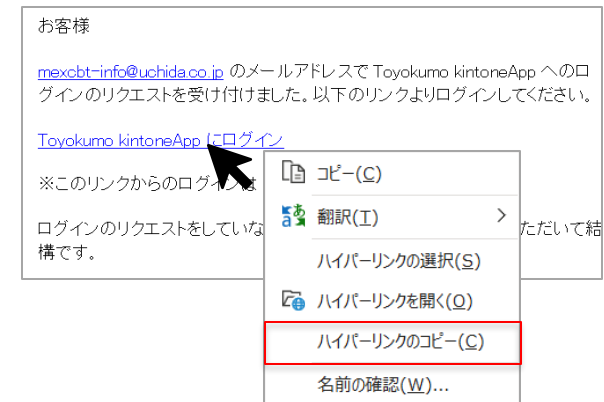 お客様
mexcbt-info@uchida.co.jp のメールアドレスで Toyokumo kintoneApp へのロ
グインのリクエストを受け付けました。以下のリンクよりログインしてください。
Toyokumo kintoneApp にログイン
※このリンクからのログインは
ログインのリクエストをしていな
ただいて結
構です。
コピー(C)
翻訳(T)
ハイパーリンクの選択(S)
ハイパーリンクを開く(O)
ハイパーリンクのコピー(C)
名前の確認(W)...